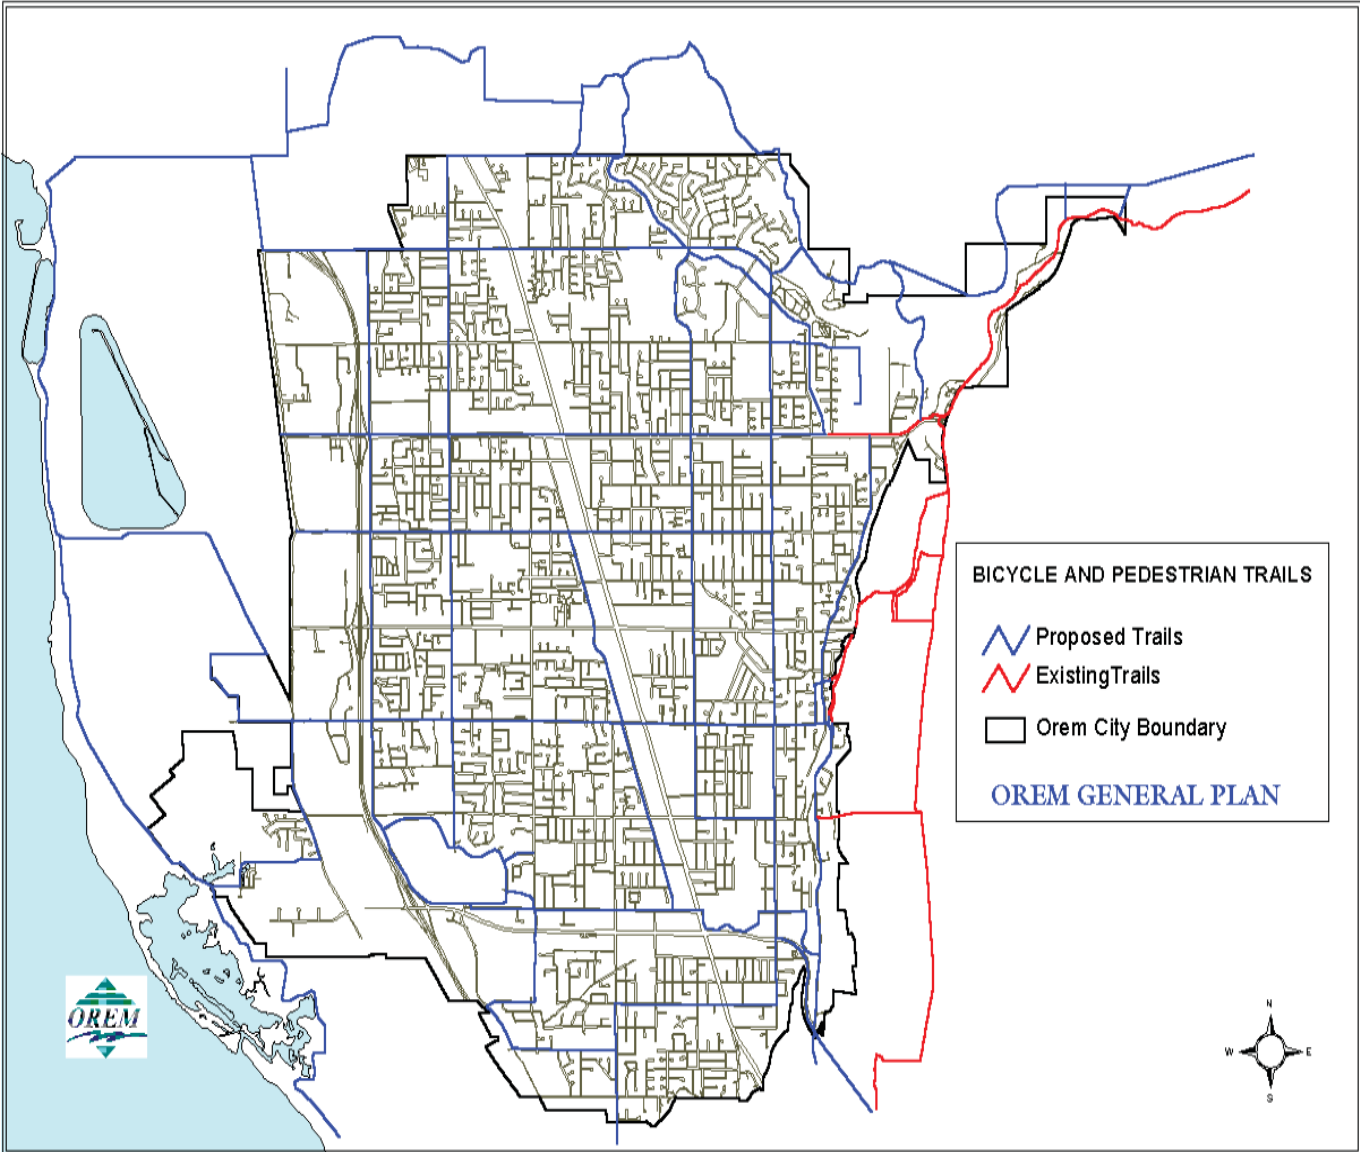 BICYCLE AND PEDESTRIAN TRAILS
Proposed Trails
ExistingTrails
Orem City Boundary
OREM GENERAL PLAN
OREM
N
W
E
S